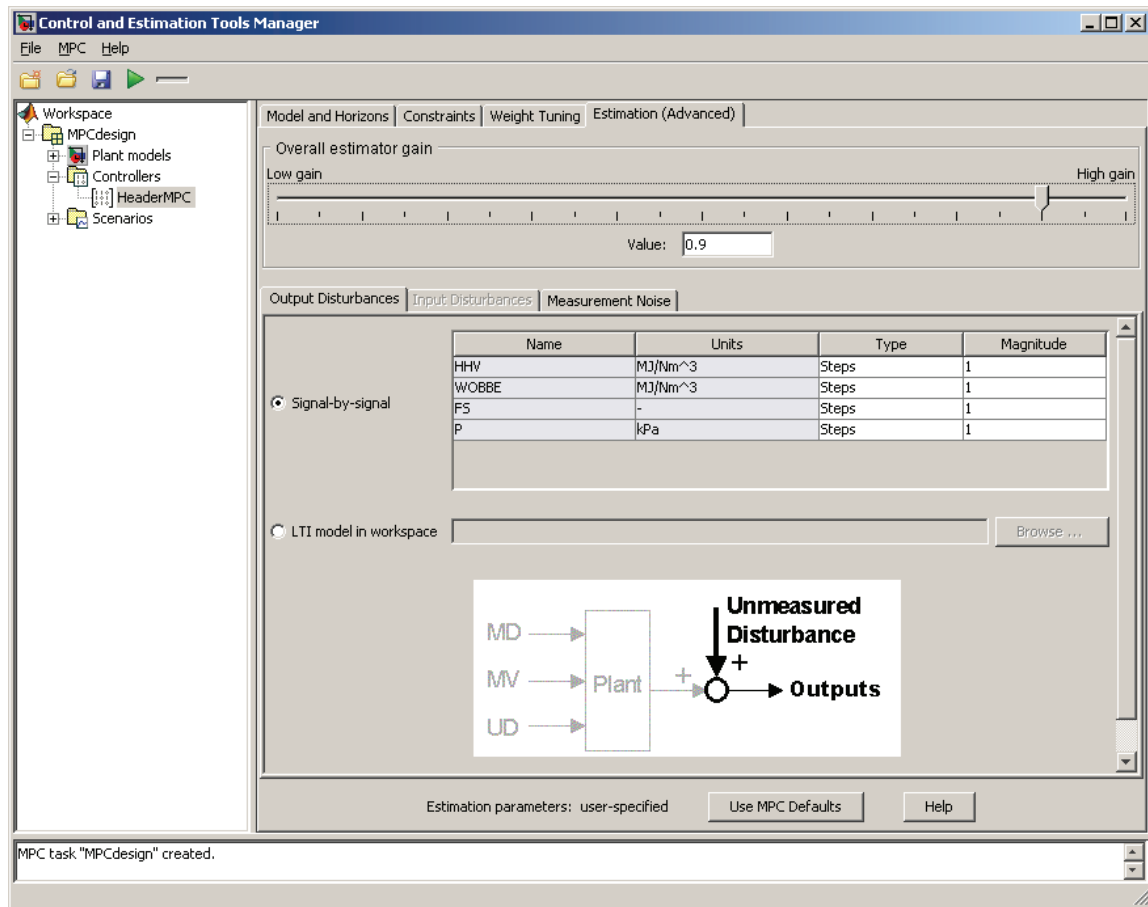 Control and Estimation Tools Manager
File MPC Help
Workspace
MPCdesign
Plant models
Controllers
HeaderMPC
Scenarios
Model and Horizons Constraints Weight Tuning Estimation (Advanced)
Overall estimator gain
Low gain High gain
Value: 0.9
Output Disturbances Input Disturbances Measurement Noise
Signal-by-signal
Name Units Type Magnitude
HHV MJ/Nm^3 Steps 1
WOBBE MJ/Nm^3 Steps 1
FS - Steps 1
P kPa Steps 1
LTI model in workspace Browse ...
Unmeasured
Disturbance
MD
+
MV Plant + Outputs
UD
Estimation parameters: user-specified Use MPC Defaults Help
MPC task "MPCdesign" created.